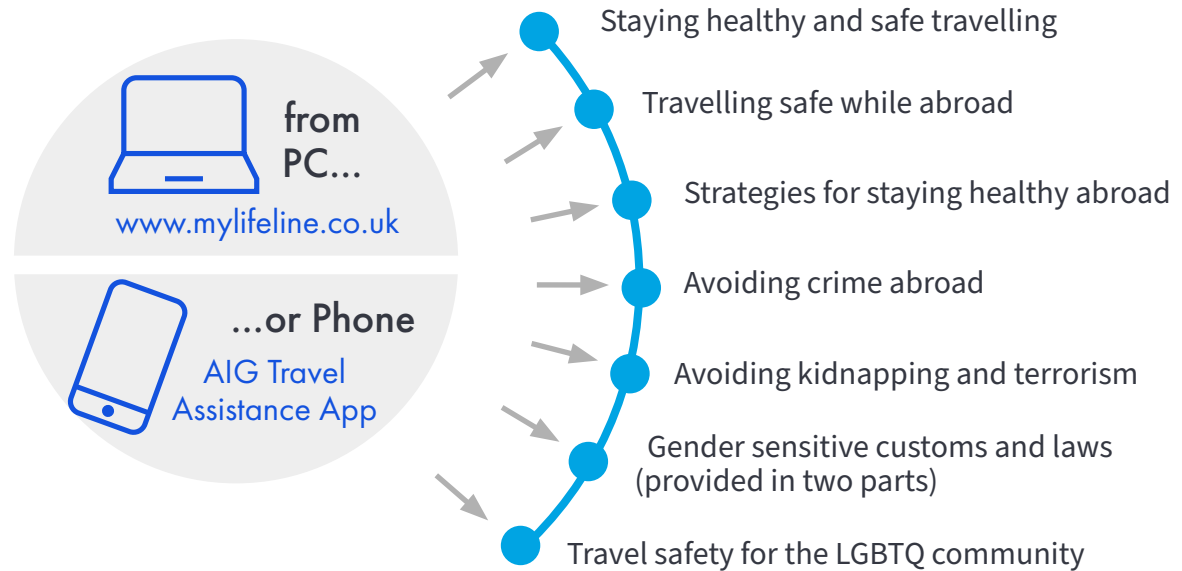 from
PC...
www.mylifeline.co.uk
...or Phone
AIG Travel
Assistance App
Staying healthy and safe travelling
Travelling safe while abroad
Strategies for staying healthy abroad
Avoiding crime abroad
Avoiding kidnapping and terrorism
Gender sensitive customs and laws
(provided in two parts)
Travel safety for the LGBTQ community